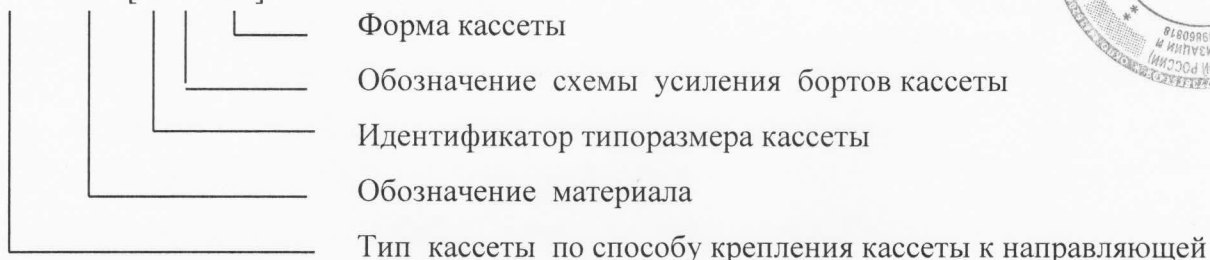 Форма кассеты
Обозначение схемы усиления бортов кассеты
Идентификатор типоразмера кассеты
Обозначение материала
Тип кассеты по способу крепления кассеты к направляющей